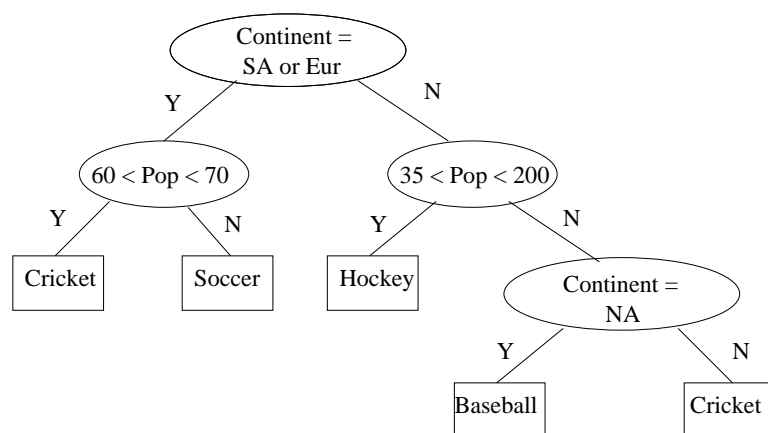 Continent =
SA or Eur
Y
N
60 < Pop < 70
35 < Pop < 200
Y
N
Y
N
Cricket
Soccer
Hockey
Continent =
NA
Y
N
Baseball
Cricket